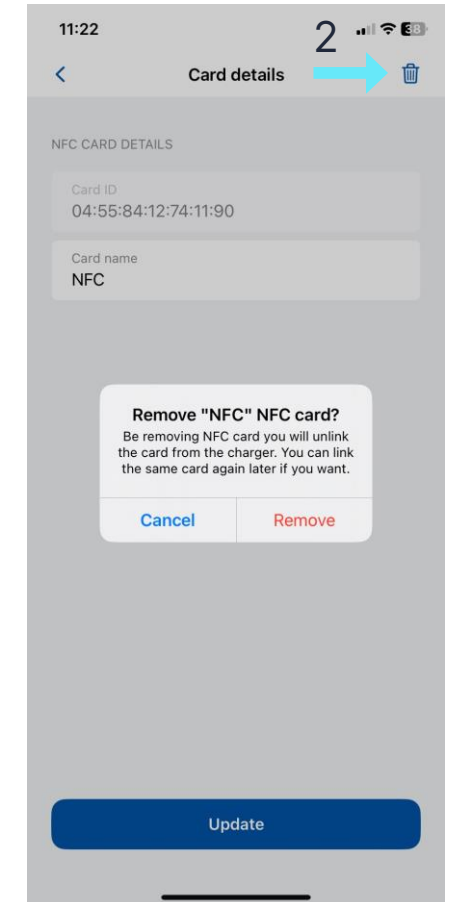 11:22
2
38
Card details
NFC CARD DETAILS
Card ID
04:55:84:12:74:11:90
Card name
NFC
Remove "NFC" NFC card?
Be removing NFC card you will unlink
the card from the charger. You can link
the same card again later if you want.
Cancel
Remove
Update